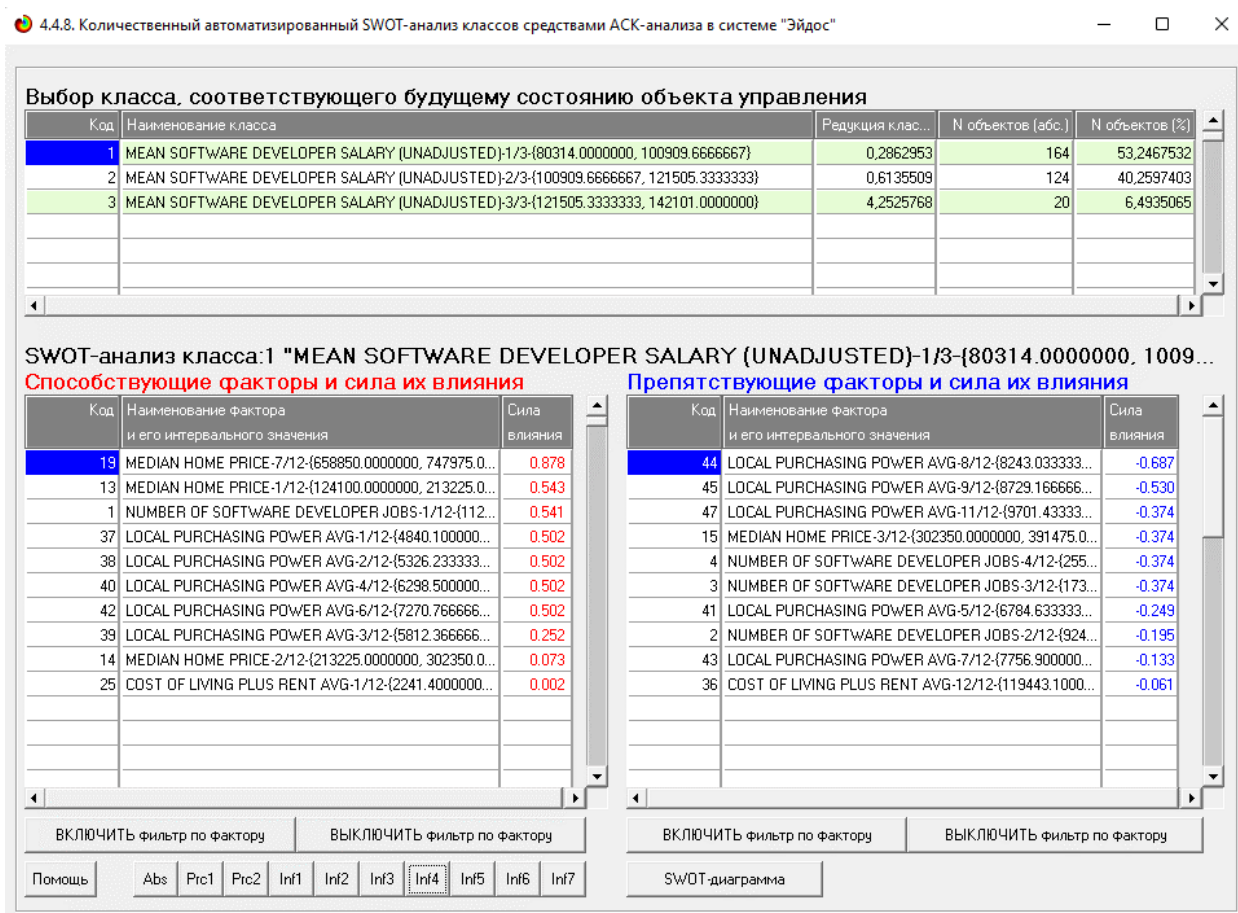 4.4.8. Количественный автоматизированный SWOT-анализ классов средствами АСК-анализа в системе "Эйдос"
Выбор класса, соответствующего будущему состоянию объекта управления
Код Наименование класса Редукция клас... N объектов (абс.) N объектов (%)
1 MEAN SOFTWARE DEVELOPER SALARY (UNADJUSTED)-1/3-{80314.0000000, 100909.6666667} 0,2862953 164 53,2467532
2 MEAN SOFTWARE DEVELOPER SALARY (UNADJUSTED)-2/3-{100909.6666667, 121505.3333333} 0,6135509 124 40,2597403
3 MEAN SOFTWARE DEVELOPER SALARY (UNADJUSTED)-3/3-{121505.3333333, 142101.0000000} 4,2525768 20 6,4935065
SWOT-анализ класса:1 "MEAN SOFTWARE DEVELOPER SALARY (UNADJUSTED)-1/3-{80314.0000000, 1009...
Способствующие факторы и сила их влияния
Код Наименование фактора Сила
и его интервального значения влияния
19 MEDIAN HOME PRICE-7/12-{658850.0000000, 747975.0... 0.878
13 MEDIAN HOME PRICE-1/12-{124100.0000000, 213225.0... 0.543
1 NUMBER OF SOFTWARE DEVELOPER JOBS-1/12-{112... 0.541
37 LOCAL PURCHASING POWER AVG-1/12-{4840.100000... 0.502
38 LOCAL PURCHASING POWER AVG-2/12-{5326.233333... 0.502
40 LOCAL PURCHASING POWER AVG-4/12-{6298.500000... 0.502
42 LOCAL PURCHASING POWER AVG-6/12-{7270.766666... 0.502
39 LOCAL PURCHASING POWER AVG-3/12-{5812.366666... 0.252
14 MEDIAN HOME PRICE-2/12-{213225.0000000, 302350.0... 0.073
25 COST OF LIVING PLUS RENT AVG-1/12-{2241.4000000... 0.002
Препятствующие факторы и сила их влияния
Код Наименование фактора Сила
и его интервального значения влияния
44 LOCAL PURCHASING POWER AVG-8/12-{8243.033333... -0.687
45 LOCAL PURCHASING POWER AVG-9/12-{8729.166666... -0.530
47 LOCAL PURCHASING POWER AVG-11/12-{9701.43333... -0.374
15 MEDIAN HOME PRICE-3/12-{302350.0000000, 391475.0... -0.374
4 NUMBER OF SOFTWARE DEVELOPER JOBS-4/12-{255... -0.374
3 NUMBER OF SOFTWARE DEVELOPER JOBS-3/12-{173... -0.374
41 LOCAL PURCHASING POWER AVG-5/12-{6784.633333... -0.249
2 NUMBER OF SOFTWARE DEVELOPER JOBS-2/12-{924... -0.195
43 LOCAL PURCHASING POWER AVG-7/12-{7756.900000... -0.133
36 COST OF LIVING PLUS RENT AVG-12/12-{119443.1000... -0.061
ВКЛЮЧИТЬ фильтр по фактору ВЫКЛЮЧИТЬ фильтр по фактору ВКЛЮЧИТЬ фильтр по фактору ВЫКЛЮЧИТЬ фильтр по фактору
Помощь Abs Prc1 Prc2 Inf1 Inf2 Inf3 Inf4 Inf5 Inf6 Inf7 SWOT-диаграмма